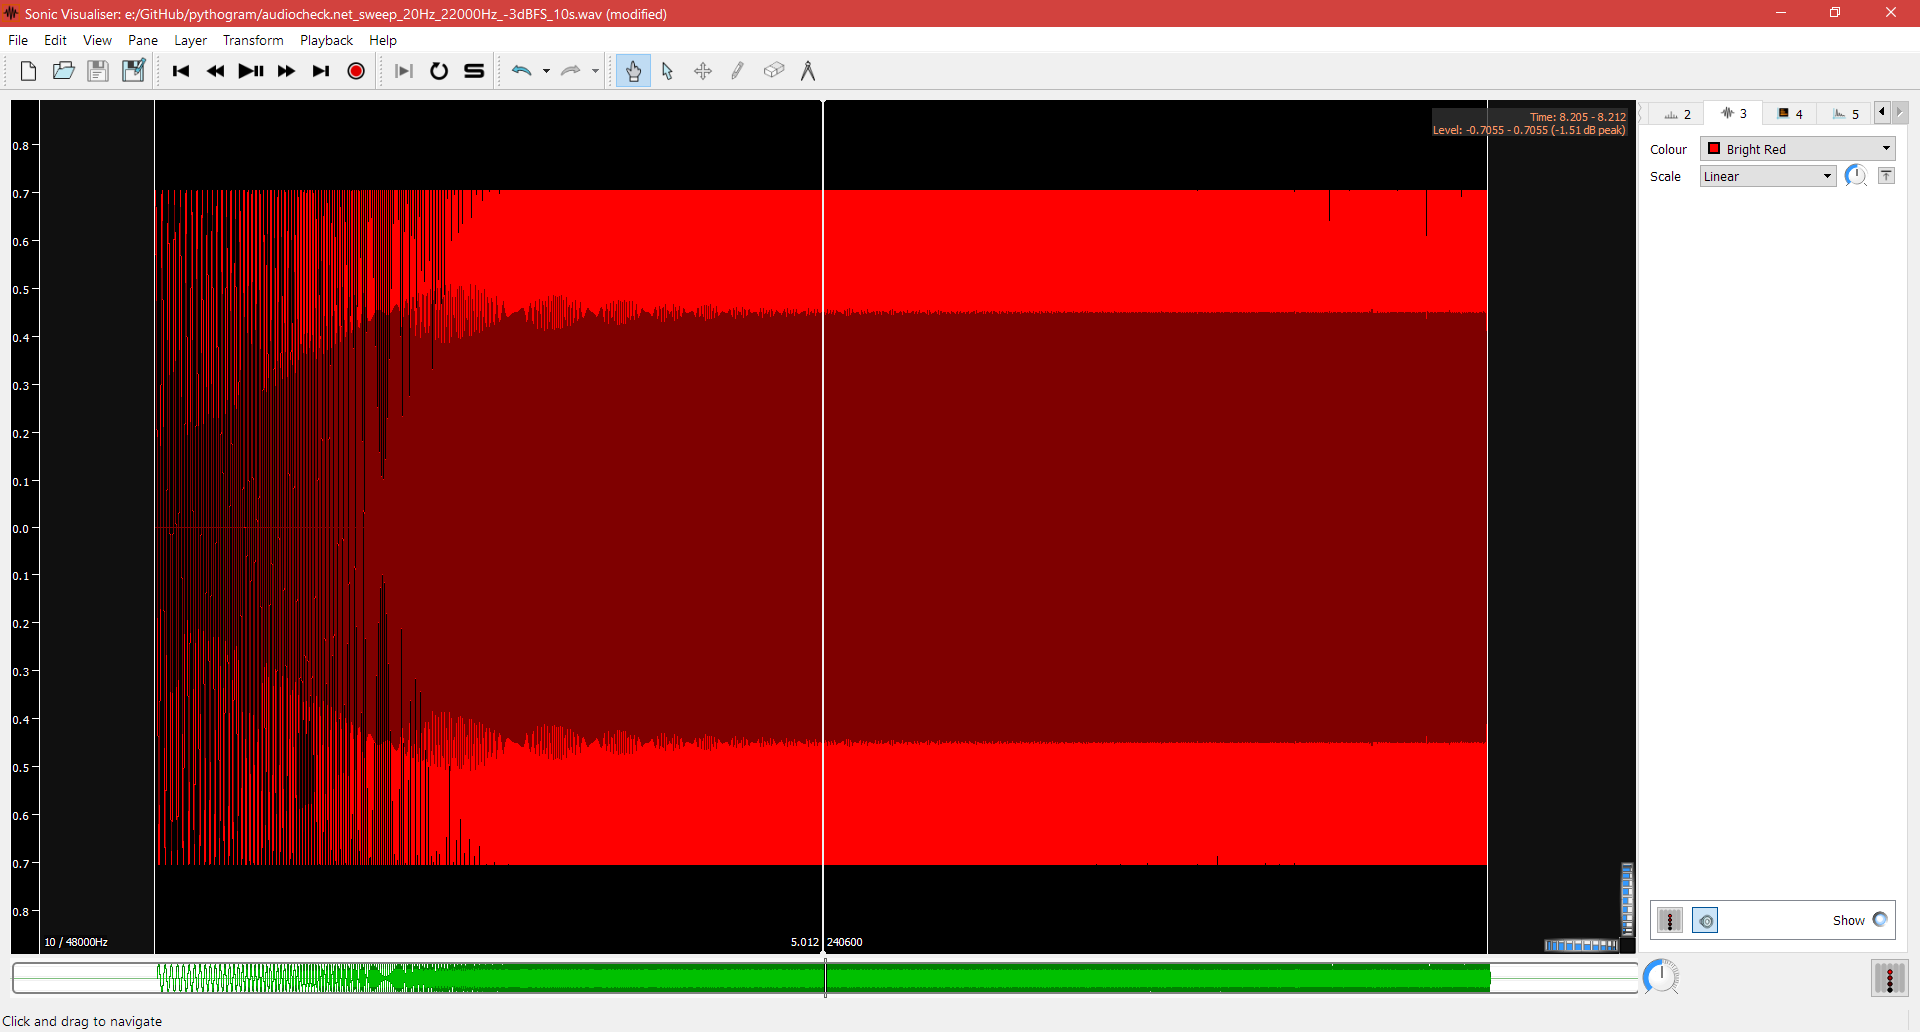 Sonic Visualiser: e:/GitHub/pythogram/audiocheck.net_sweep_20Hz_22000Hz_-3dBFS_10s.wav (modified)
File Edit View Pane Layer Transform Playback Help
Time: 8.205 - 8.212
Level: -0.7055 - 0.7055 (-1.51 dB peak)
2 3 4 5
Colour Bright Red
Scale Linear
0.8
0.7
0.6
0.5
0.4
0.3
0.2
0.1
0.0
0.1
0.2
0.3
0.4
0.5
0.6
0.7
0.8
10 / 48000Hz
5.012 240600
Show
Click and drag to navigate